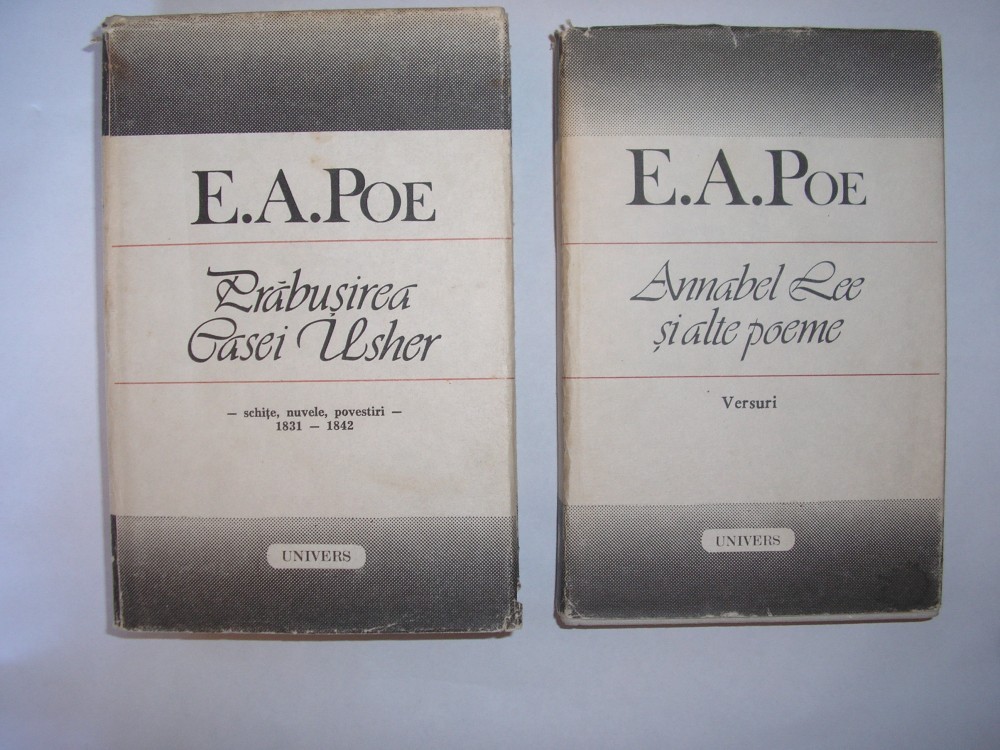 E.A.POE
Prăbușirea
Casei Usher
— schițe, nuvele, povestiri —
1831 — 1842
UNIVERS
E.A.POE
Annabel Lee
și alte poeme
Versuri
UNIVERS